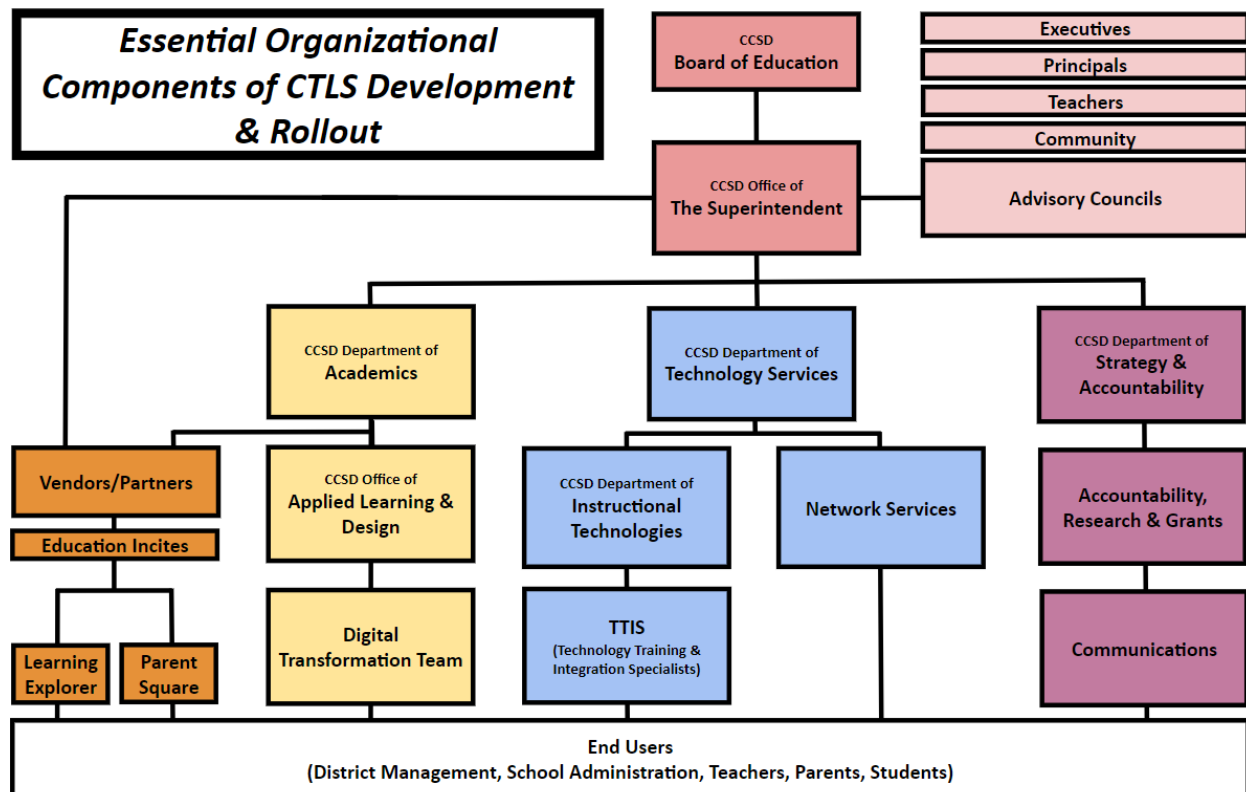 Essential Organizational
Components of CTLS Development
& Rollout
CCSD
Board of Education
Executives
Principals
Teachers
Community
Advisory Councils
CCSD Office of
The Superintendent
CCSD Department of
Academics
CCSD Department of
Technology Services
CCSD Department of
Strategy &
Accountability
Vendors/Partners
Education Incites
Learning
Explorer
Parent
Square
CCSD Office of
Applied Learning &
Design
Digital
Transformation Team
CCSD Department of
Instructional
Technologies
TTIS
(Technology Training &
Integration Specialists)
Network Services
Accountability,
Research & Grants
Communications
End Users
(District Management, School Administration, Teachers, Parents, Students)